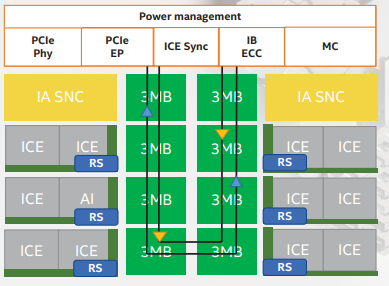 Power management
PCIe Phy
PCIe EP
ICE Sync
IB ECC
MC
IA SNC 3MB 3MB IA SNC
ICE ICE 3MB 3MB ICE ICE
RS RS
ICE AI 3MB 3MB ICE ICE
RS RS
ICE ICE 3MB 3MB ICE ICE
RS RS